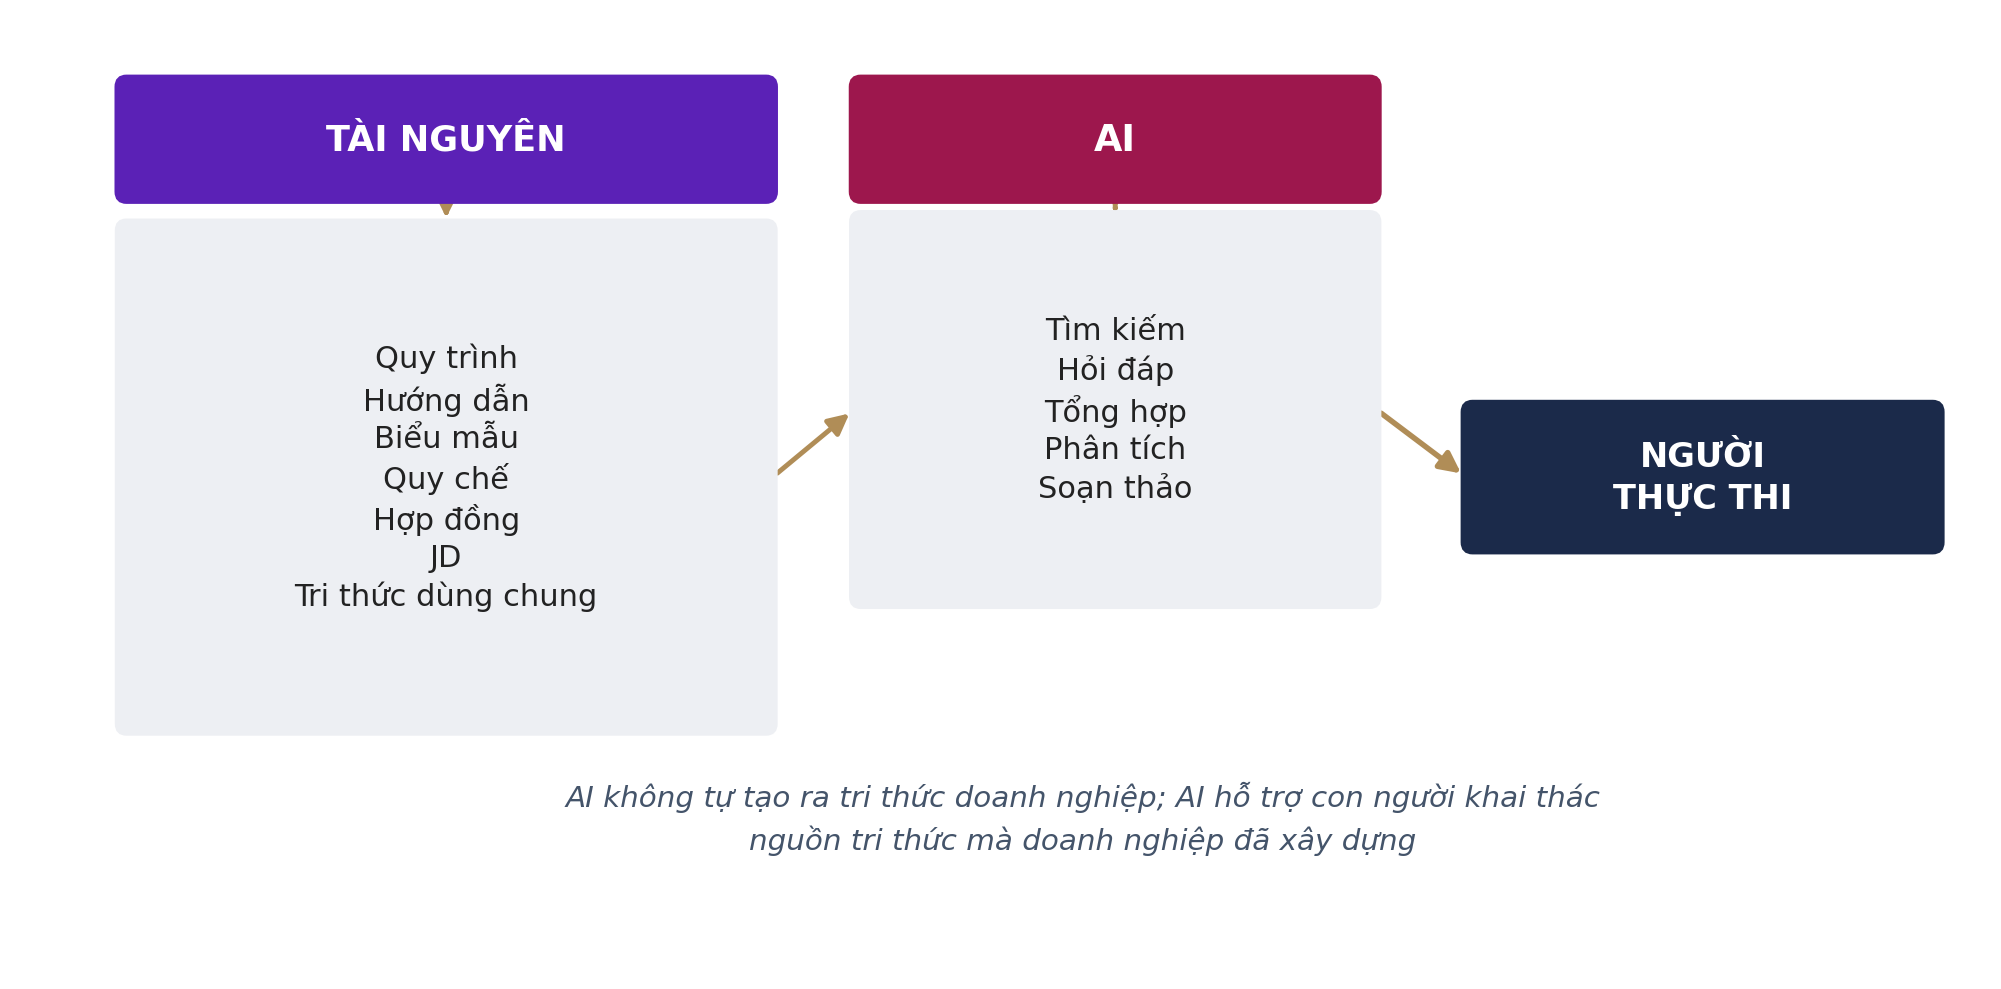 TÀI NGUYÊN
Quy trình
Hướng dẫn
Biểu mẫu
Quy chế
Hợp đồng
JD
Tri thức dùng chung
AI
Tìm kiếm
Hỏi đáp
Tổng hợp
Phân tích
Soạn thảo
NGƯỜI
THỰC THI
AI không tự tạo ra tri thức doanh nghiệp; AI hỗ trợ con người khai thác
nguồn tri thức mà doanh nghiệp đã xây dựng